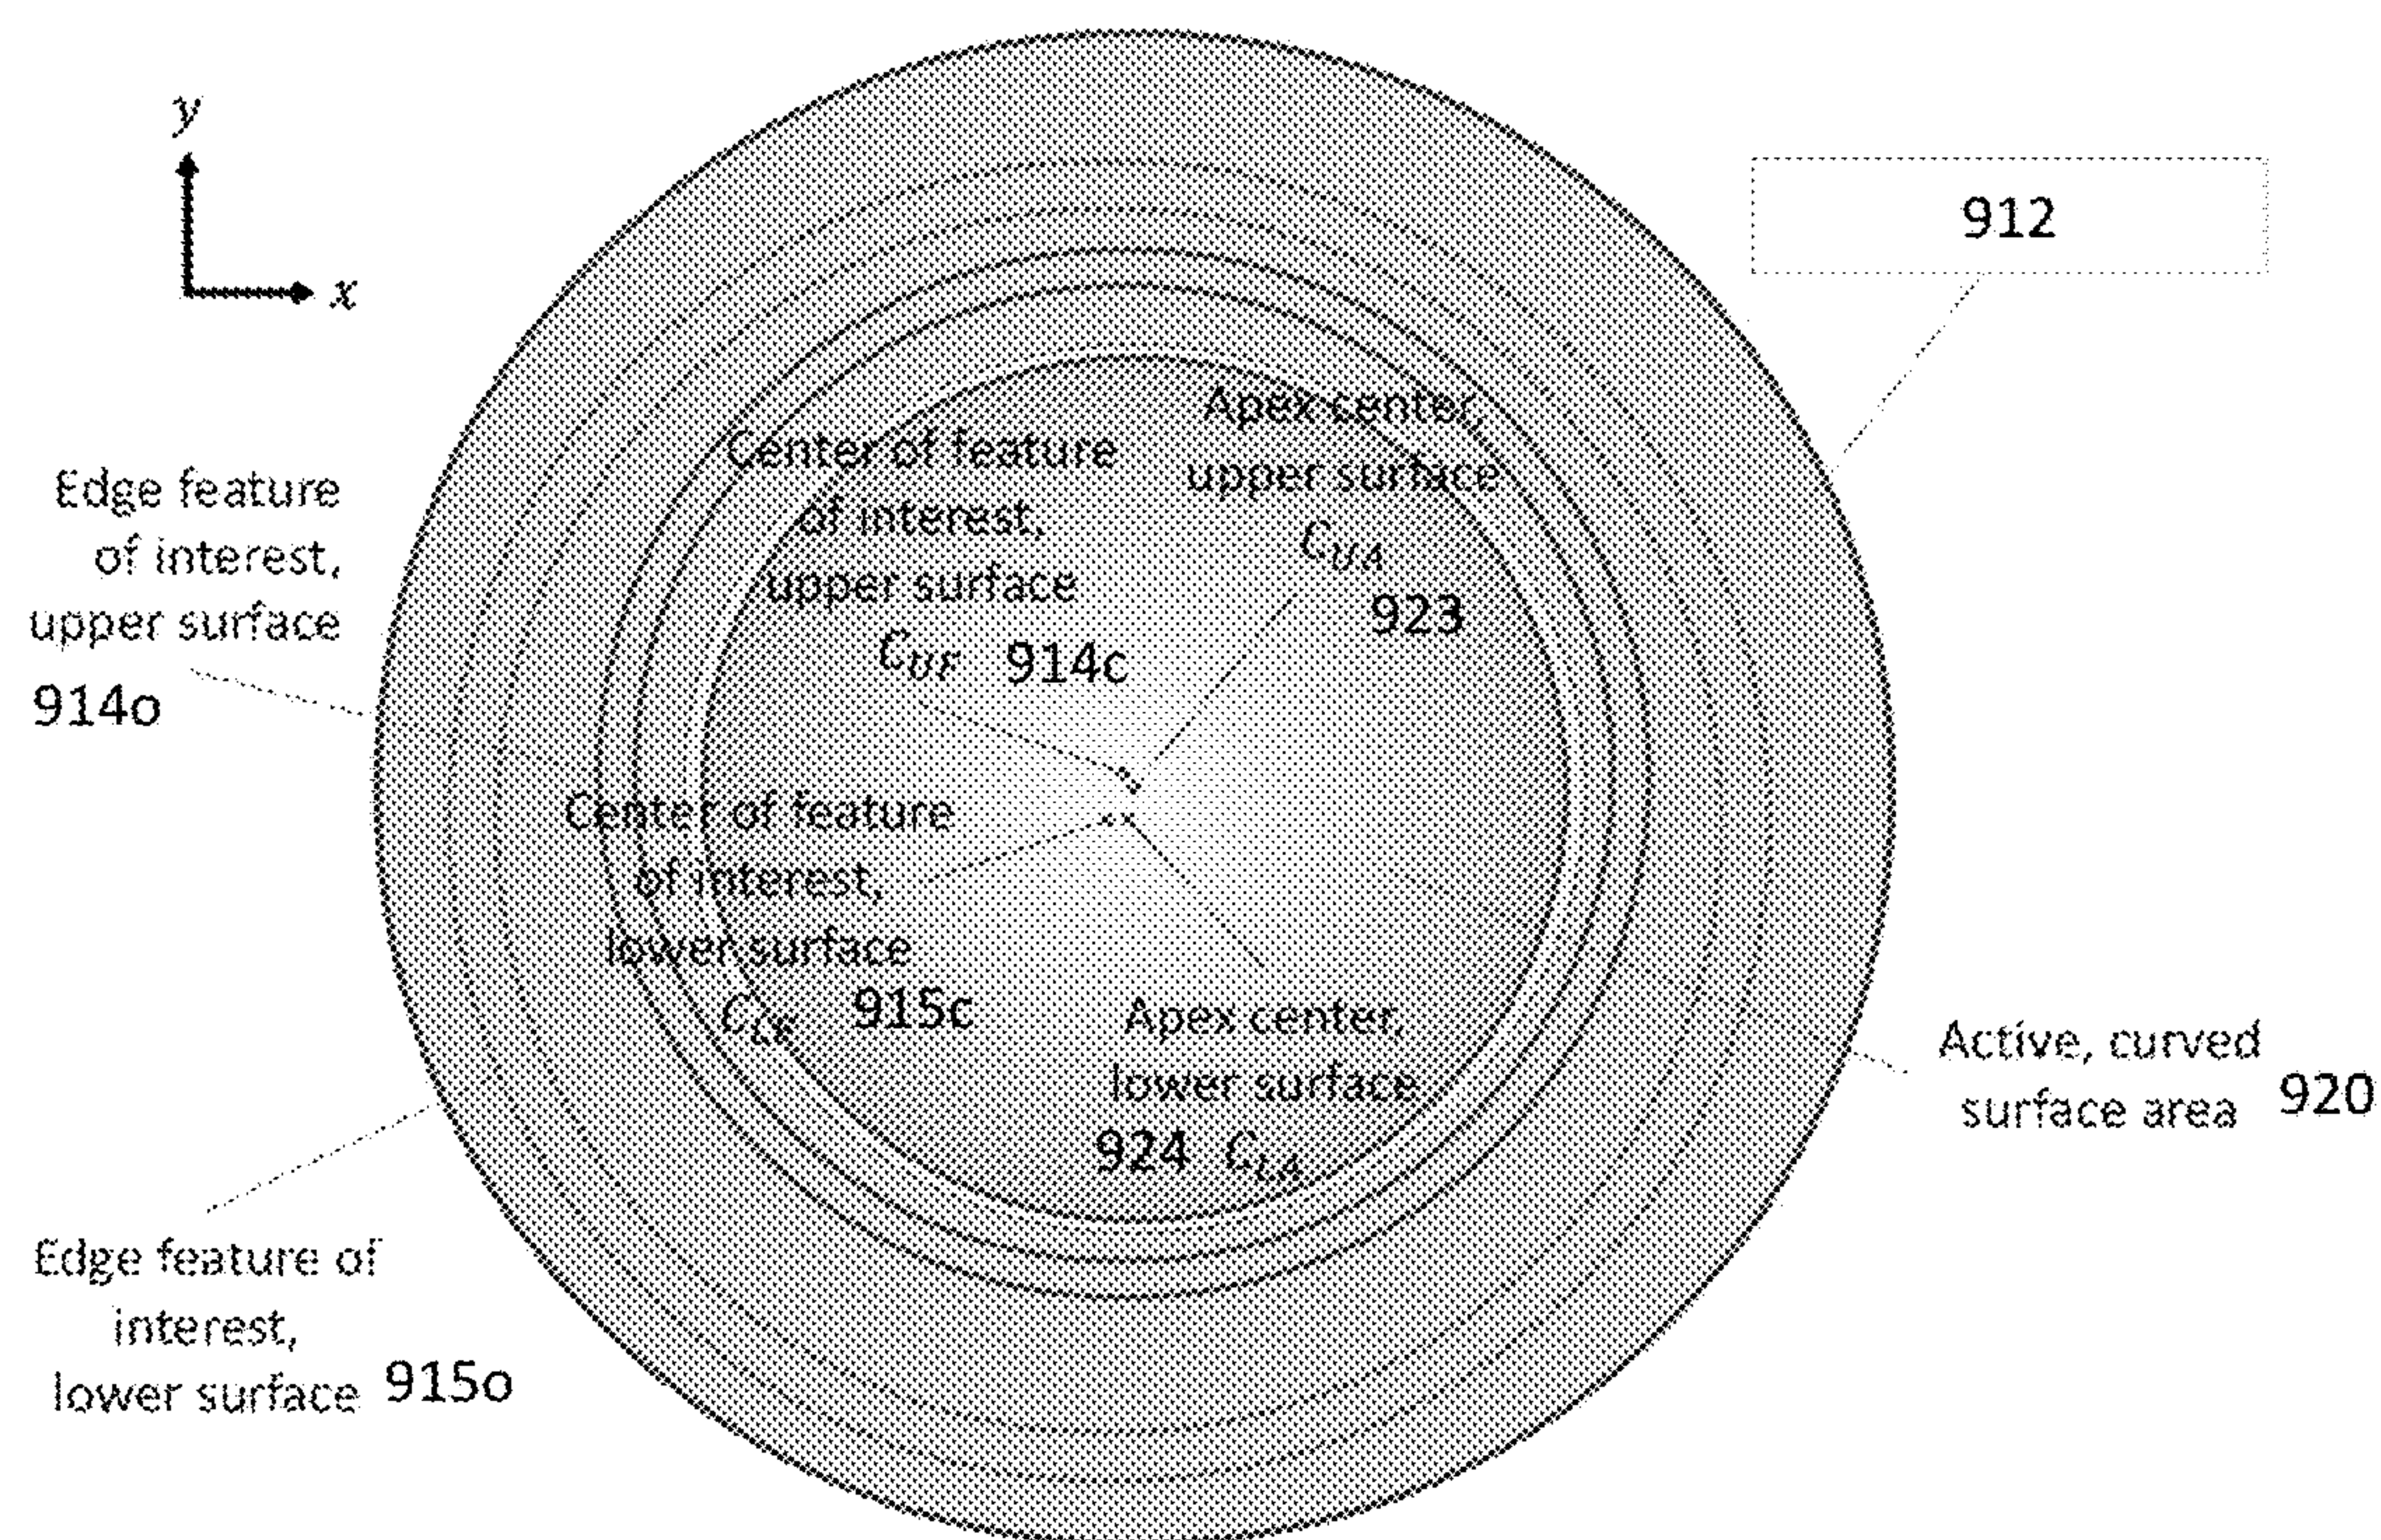 y
x
912
Apex center,
upper surface
C_UA
923
Center of feature
of interest,
upper surface
C_UF 914c
Edge feature
of interest,
upper surface
914o
Center of feature
of interest,
lower surface
C_LF 915c
Apex center,
lower surface
924 C_LA
Active, curved
surface area 920
Edge feature of
interest,
lower surface 915o